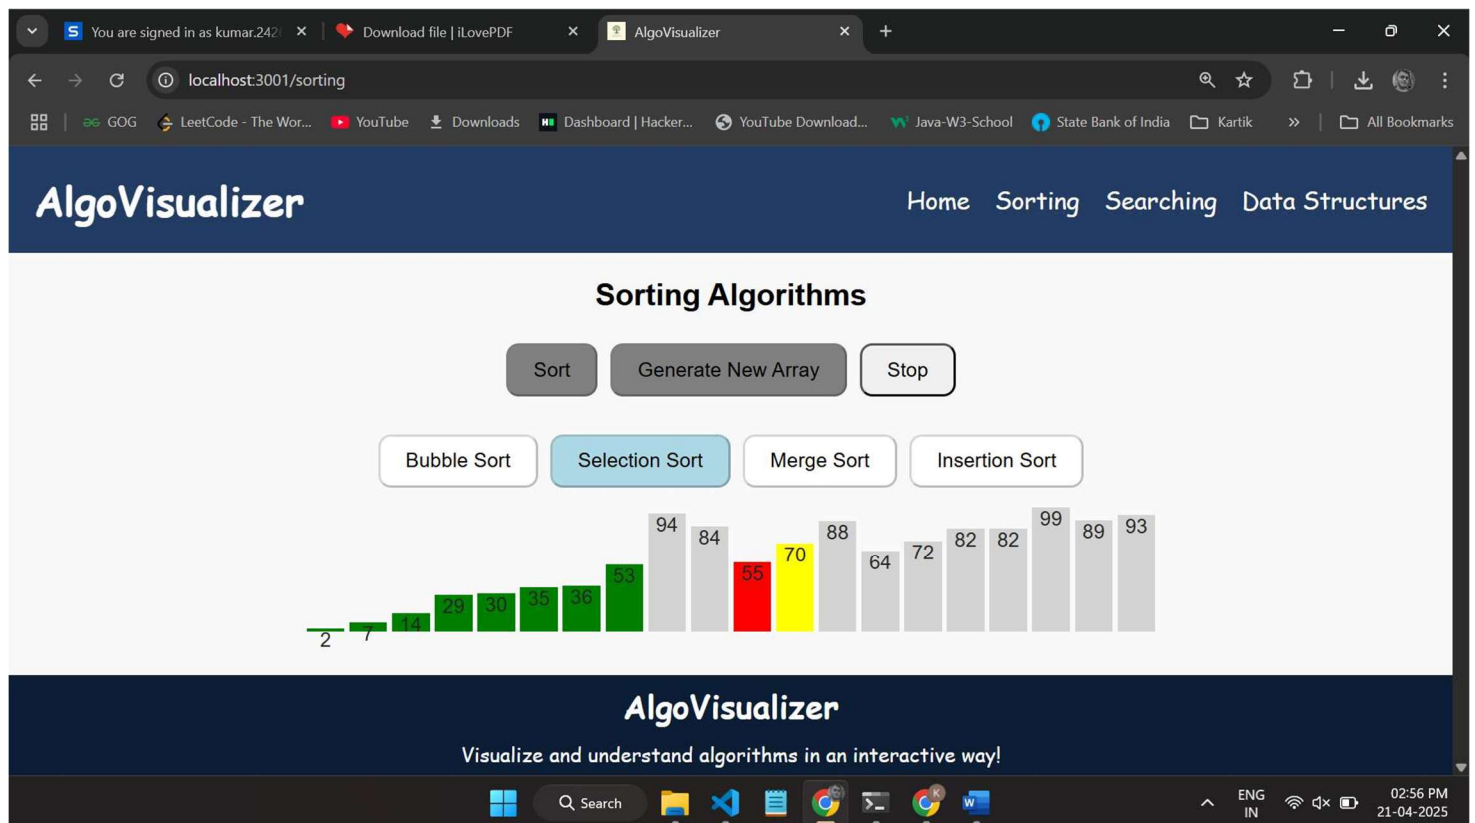 You are signed in as kumar.242
Download file | iLovePDF
AlgoVisualizer
localhost:3001/sorting
GOG
LeetCode - The Wor...
YouTube
Downloads
Dashboard | Hacker...
YouTube Download...
Java-W3-School
State Bank of India
Kartik
All Bookmarks
AlgoVisualizer
Home Sorting Searching Data Structures
Sorting Algorithms
Sort Generate New Array Stop
Bubble Sort Selection Sort Merge Sort Insertion Sort
2 7 14 29 30 35 36 53 94 84 55 70 88 64 72 82 82 99 89 93
AlgoVisualizer
Visualize and understand algorithms in an interactive way!
Search
ENG
IN
02:56 PM
21-04-2025